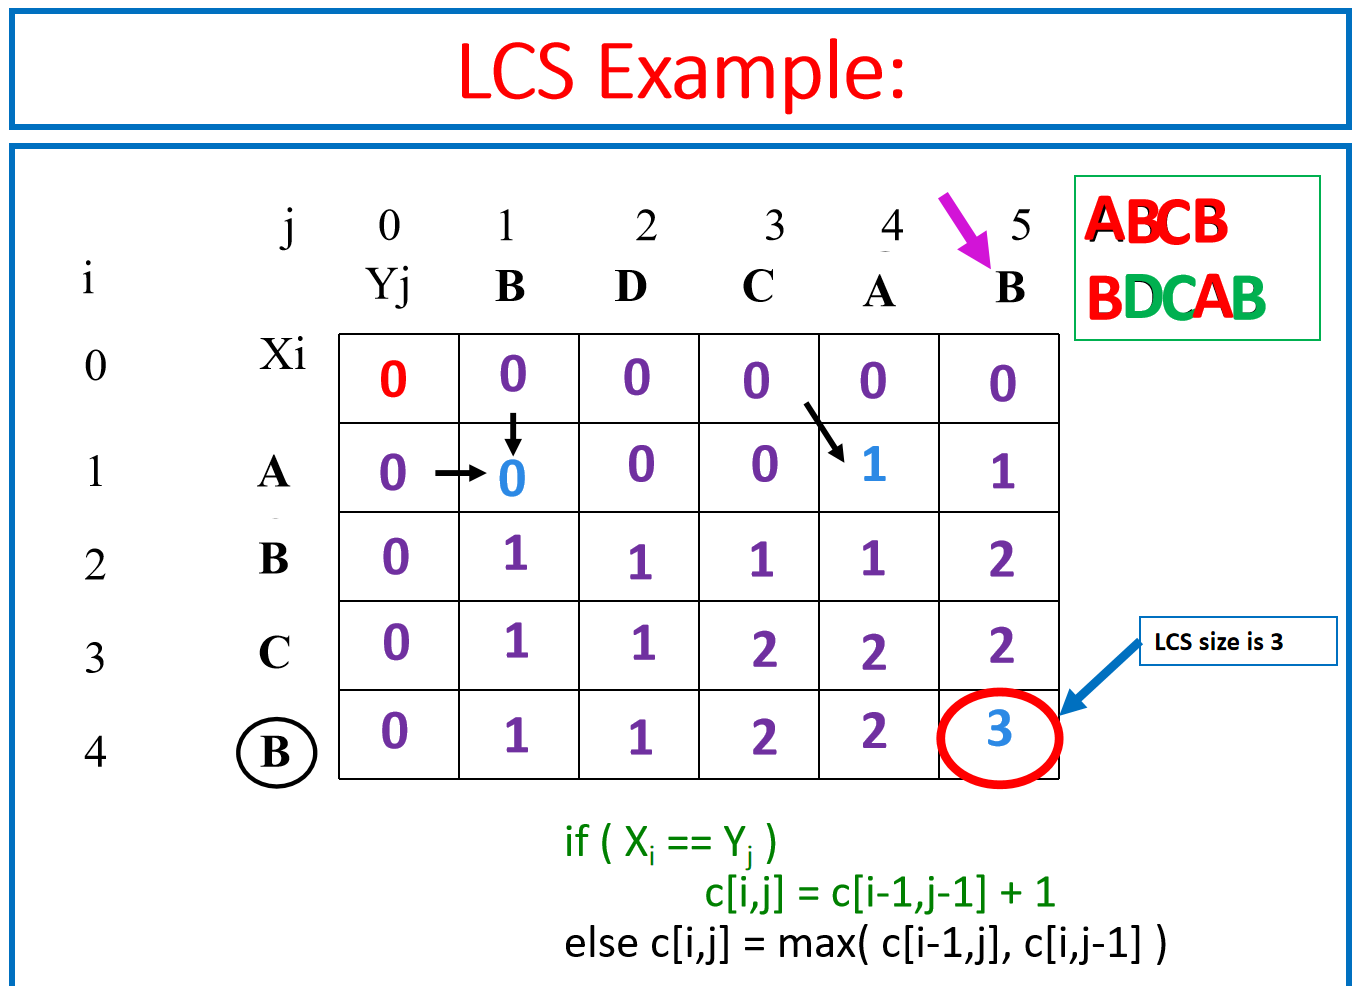 LCS Example:
j 0 1 2 3 4 5
i Yj B D C A B
ABCB
BDCAB
0 Xi 0 0 0 0 0 0
1 A 0 0 0 0 1 1
2 B 0 1 1 1 1 2
3 C 0 1 1 2 2 2
LCS size is 3
4 B 0 1 1 2 2 3
if ( Xi == Yj )
c[i,j] = c[i-1,j-1] + 1
else c[i,j] = max( c[i-1,j], c[i,j-1] )